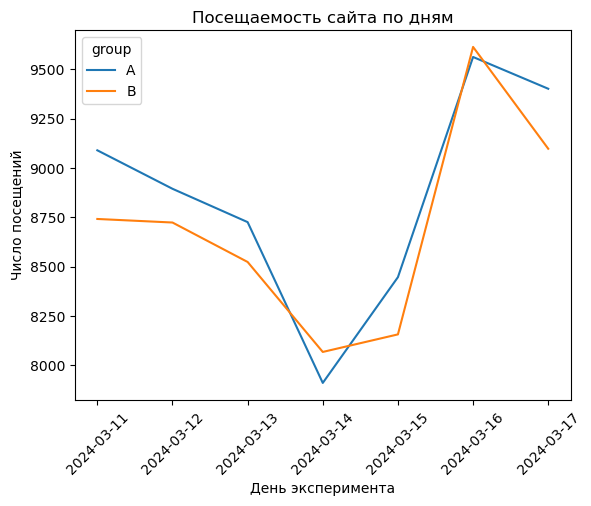 Посещаемость сайта по дням
group
A
B
Число посещений
9500
9250
9000
8750
8500
8250
8000
2024-03-11
2024-03-12
2024-03-13
2024-03-14
2024-03-15
2024-03-16
2024-03-17
День эксперимента